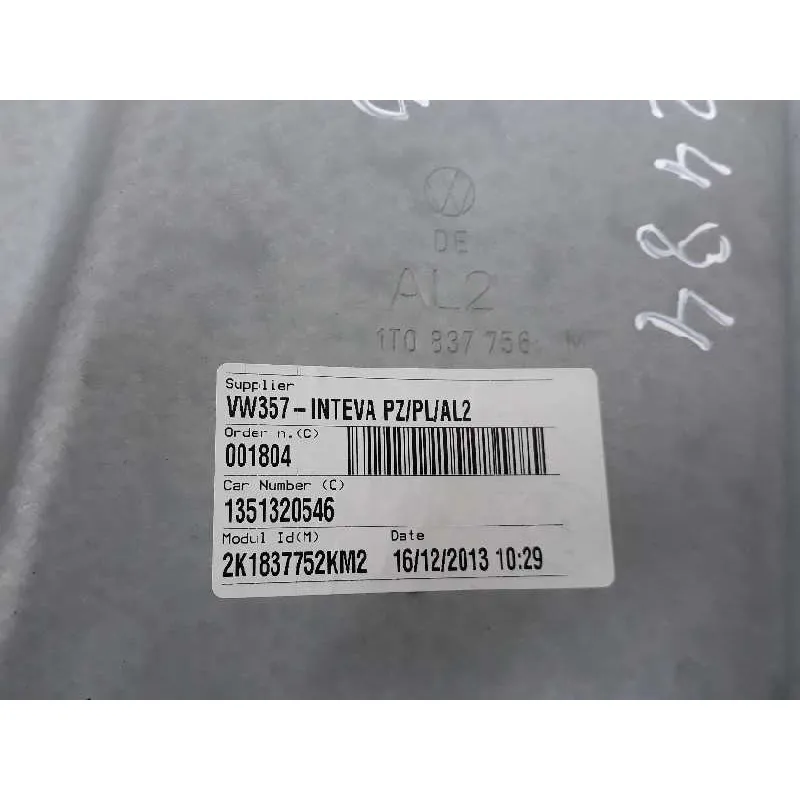 DE
AL2
1T0 837 756 M
Supplier
VW357-INTEVA PZ/PL/AL2
Order n.(C)
001804
Car Number (C)
1351320546
Modul Id(M) Date
2K1837752KM2 16/12/2013 10:29